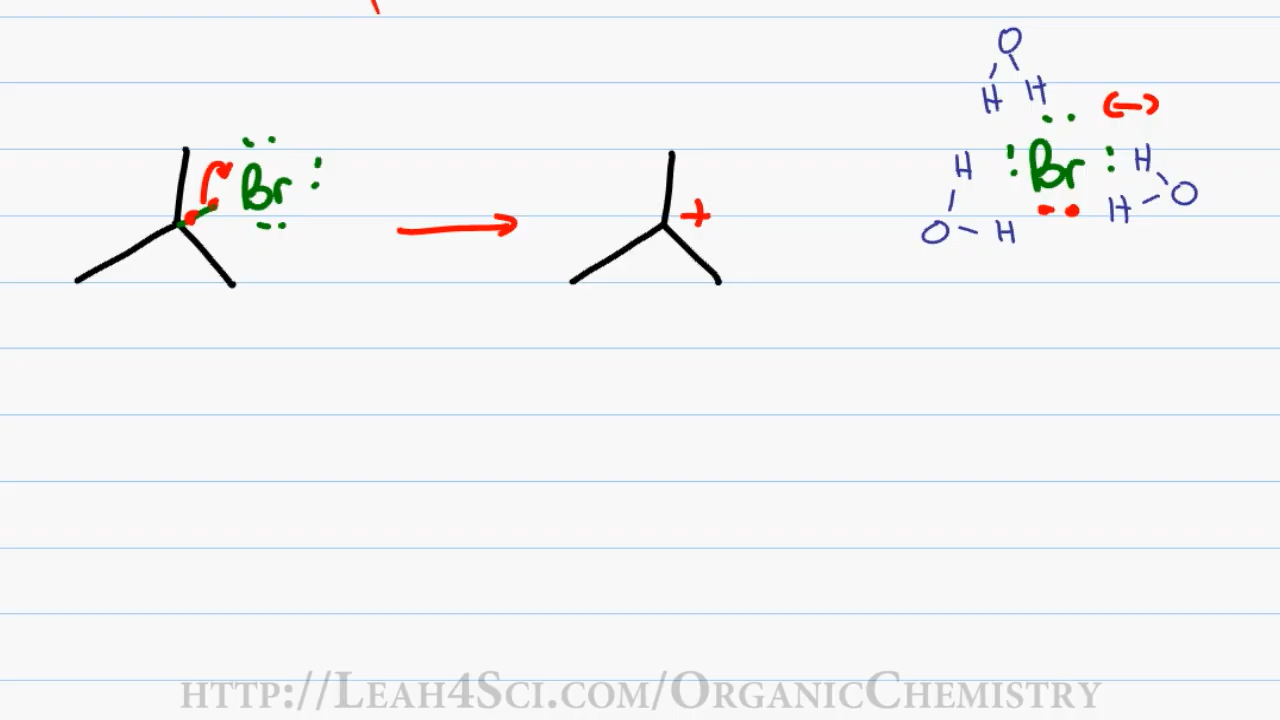 O
H H
:Br: (-)
H H
O H H O
Br:
+
HTTP://LEAH4SCI.COM/ORGANICCHEMISTRY